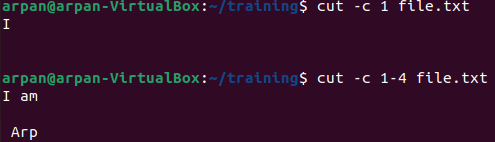 arpan@arpan-VirtualBox:~/training$ cut -c 1 file.txt
I
arpan@arpan-VirtualBox:~/training$ cut -c 1-4 file.txt
I am
 Arp